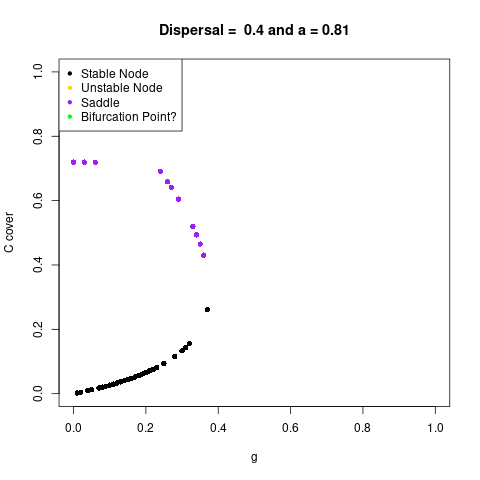 Dispersal =  0.4 and a = 0.81
Stable Node
Unstable Node
Saddle
Bifurcation Point?
C cover
1.0
0.8
0.6
0.4
0.2
0.0
0.0 0.2 0.4 0.6 0.8 1.0
g